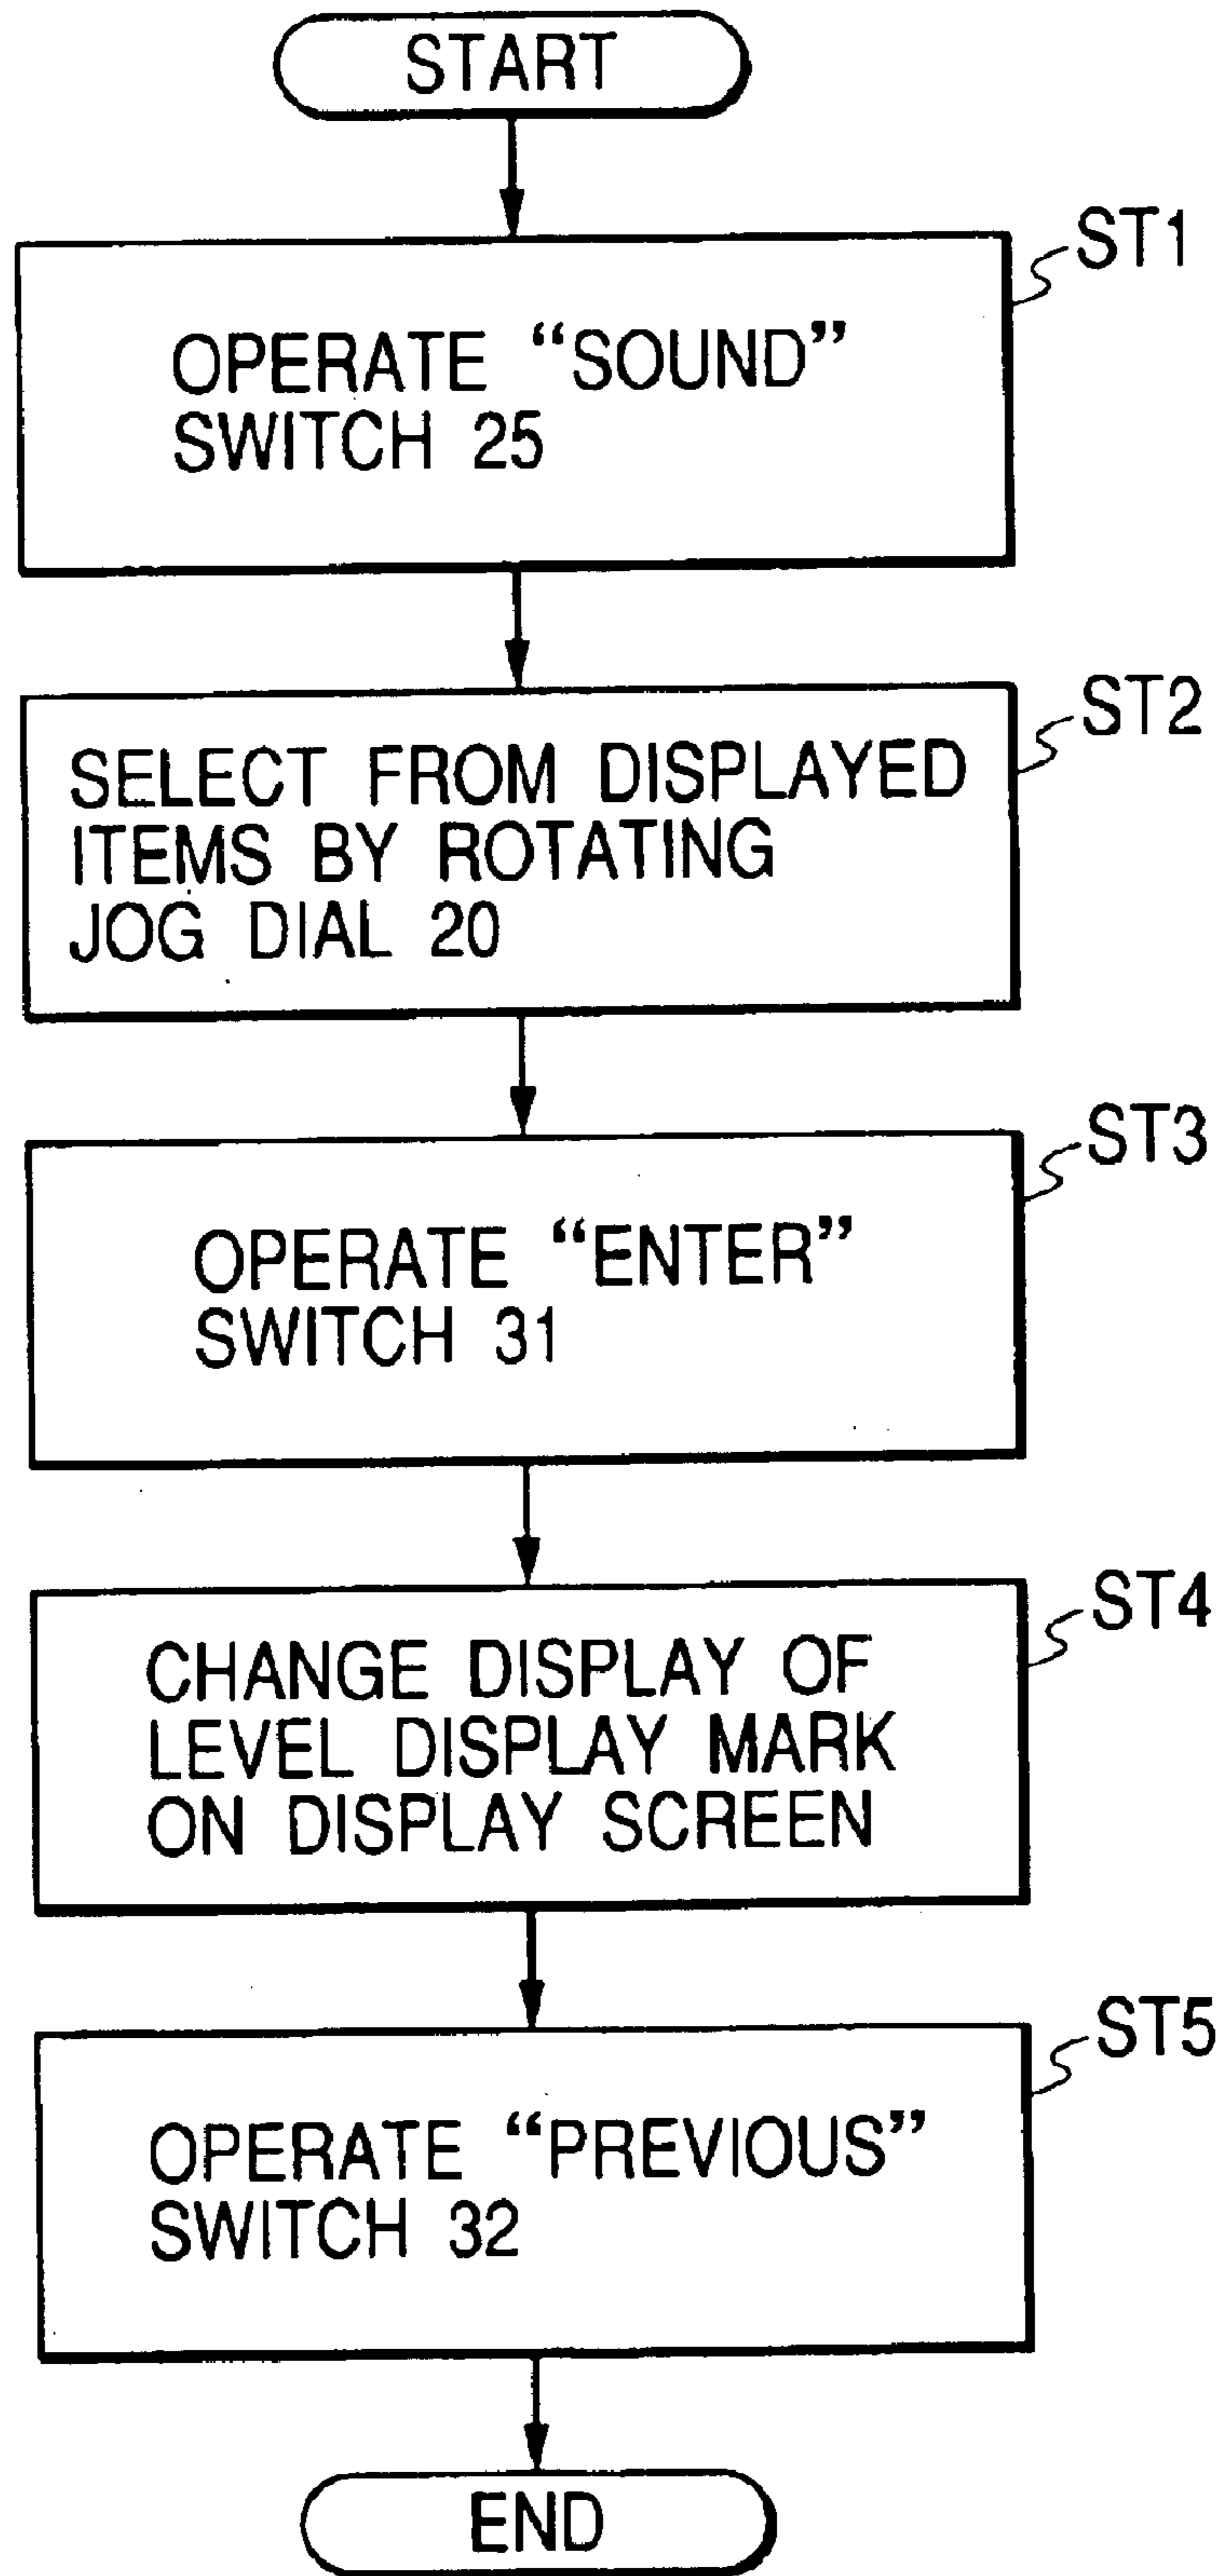 START
ST1
OPERATE “SOUND”
SWITCH 25
ST2
SELECT FROM DISPLAYED
ITEMS BY ROTATING
JOG DIAL 20
ST3
OPERATE “ENTER”
SWITCH 31
ST4
CHANGE DISPLAY OF
LEVEL DISPLAY MARK
ON DISPLAY SCREEN
ST5
OPERATE “PREVIOUS”
SWITCH 32
END